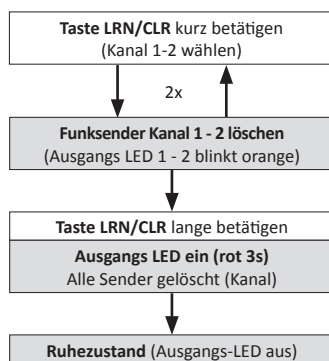 Taste LRN/CLR kurz betätigen
(Kanal 1-2 wählen)
2x
Funksender Kanal 1 - 2 löschen
(Ausgangs LED 1 - 2 blinkt orange)
Taste LRN/CLR lange betätigen
Ausgangs LED ein (rot 3s)
Alle Sender gelöscht (Kanal)
Ruhezustand (Ausgangs-LED aus)